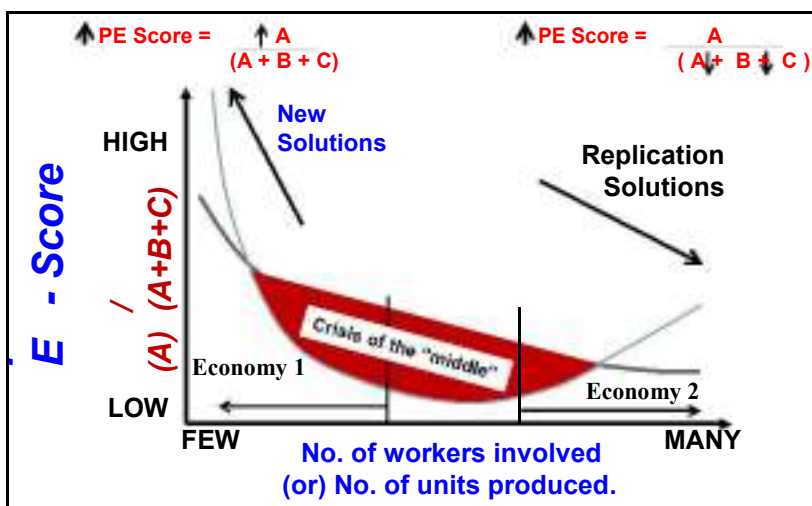 PE Score = A
(A + B + C)
PE Score = A
( A + B + C )
New
Solutions
HIGH
Replication
Solutions
E - Score
(A) / (A+B+C)
Crisis of the "middle"
Economy 1
Economy 2
LOW
FEW
MANY
No. of workers involved
(or) No. of units produced.